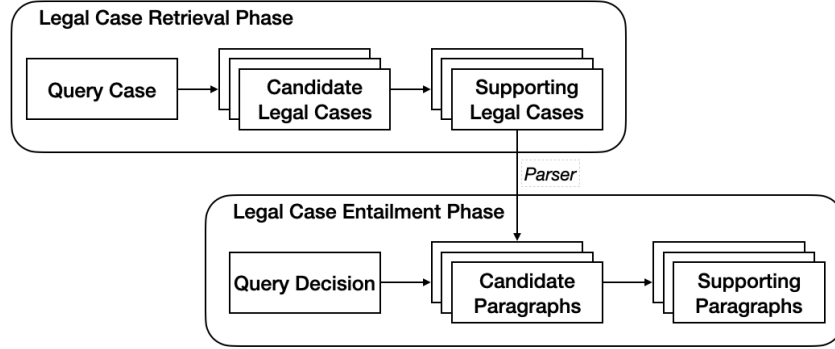 Legal Case Retrieval Phase
Query Case
Candidate
Legal Cases
Supporting
Legal Cases
Parser
Legal Case Entailment Phase
Query Decision
Candidate
Paragraphs
Supporting
Paragraphs